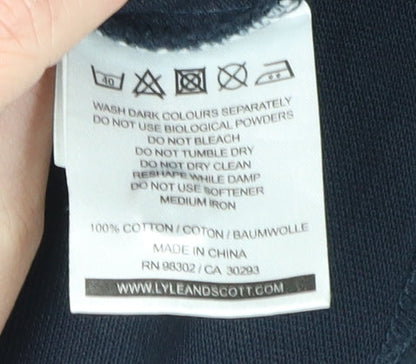 40
WASH DARK COLOURS SEPARATELY
DO NOT USE BIOLOGICAL POWDERS
DO NOT BLEACH
DO NOT TUMBLE DRY
DO NOT DRY CLEAN
RESHAPE WHILE DAMP
DO NOT USE SOFTENER
MEDIUM IRON
100% COTTON / COTON / BAUMWOLLE
MADE IN CHINA
RN 98302 / CA 30293
WWW.LYLEANDSCOTT.COM